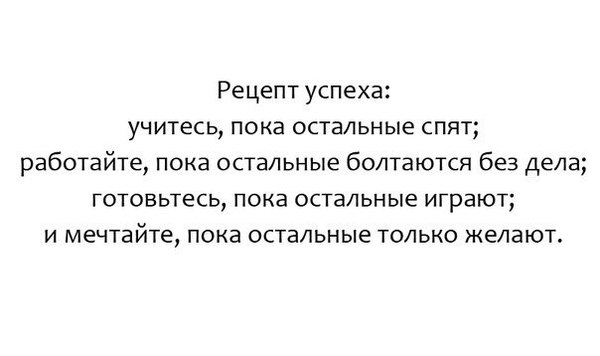 Рецепт успеха:
учитесь, пока остальные спят;
работайте, пока остальные болтаются без дела;
готовьтесь, пока остальные играют;
и мечтайте, пока остальные только желают.